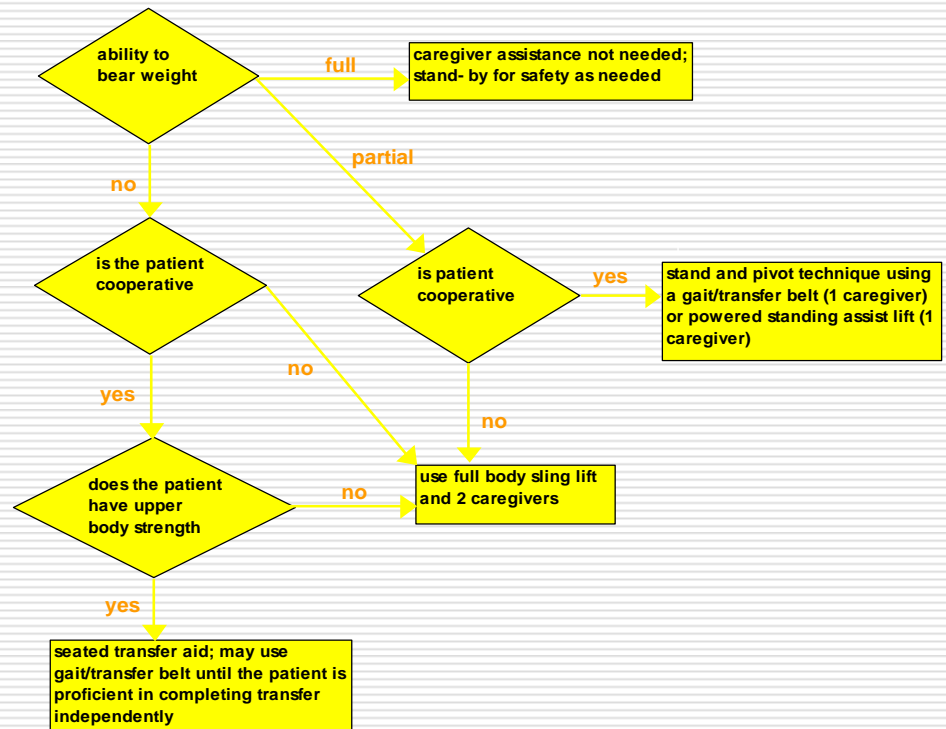 ability to
bear weight
full
caregiver assistance not needed;
stand- by for safety as needed
partial
no
is the patient
cooperative
is patient
cooperative
yes
stand and pivot technique using
a gait/transfer belt (1 caregiver)
or powered standing assist lift (1
caregiver)
no
yes
no
does the patient
have upper
body strength
no
use full body sling lift
and 2 caregivers
yes
seated transfer aid; may use
gait/transfer belt until the patient is
proficient in completing transfer
independently